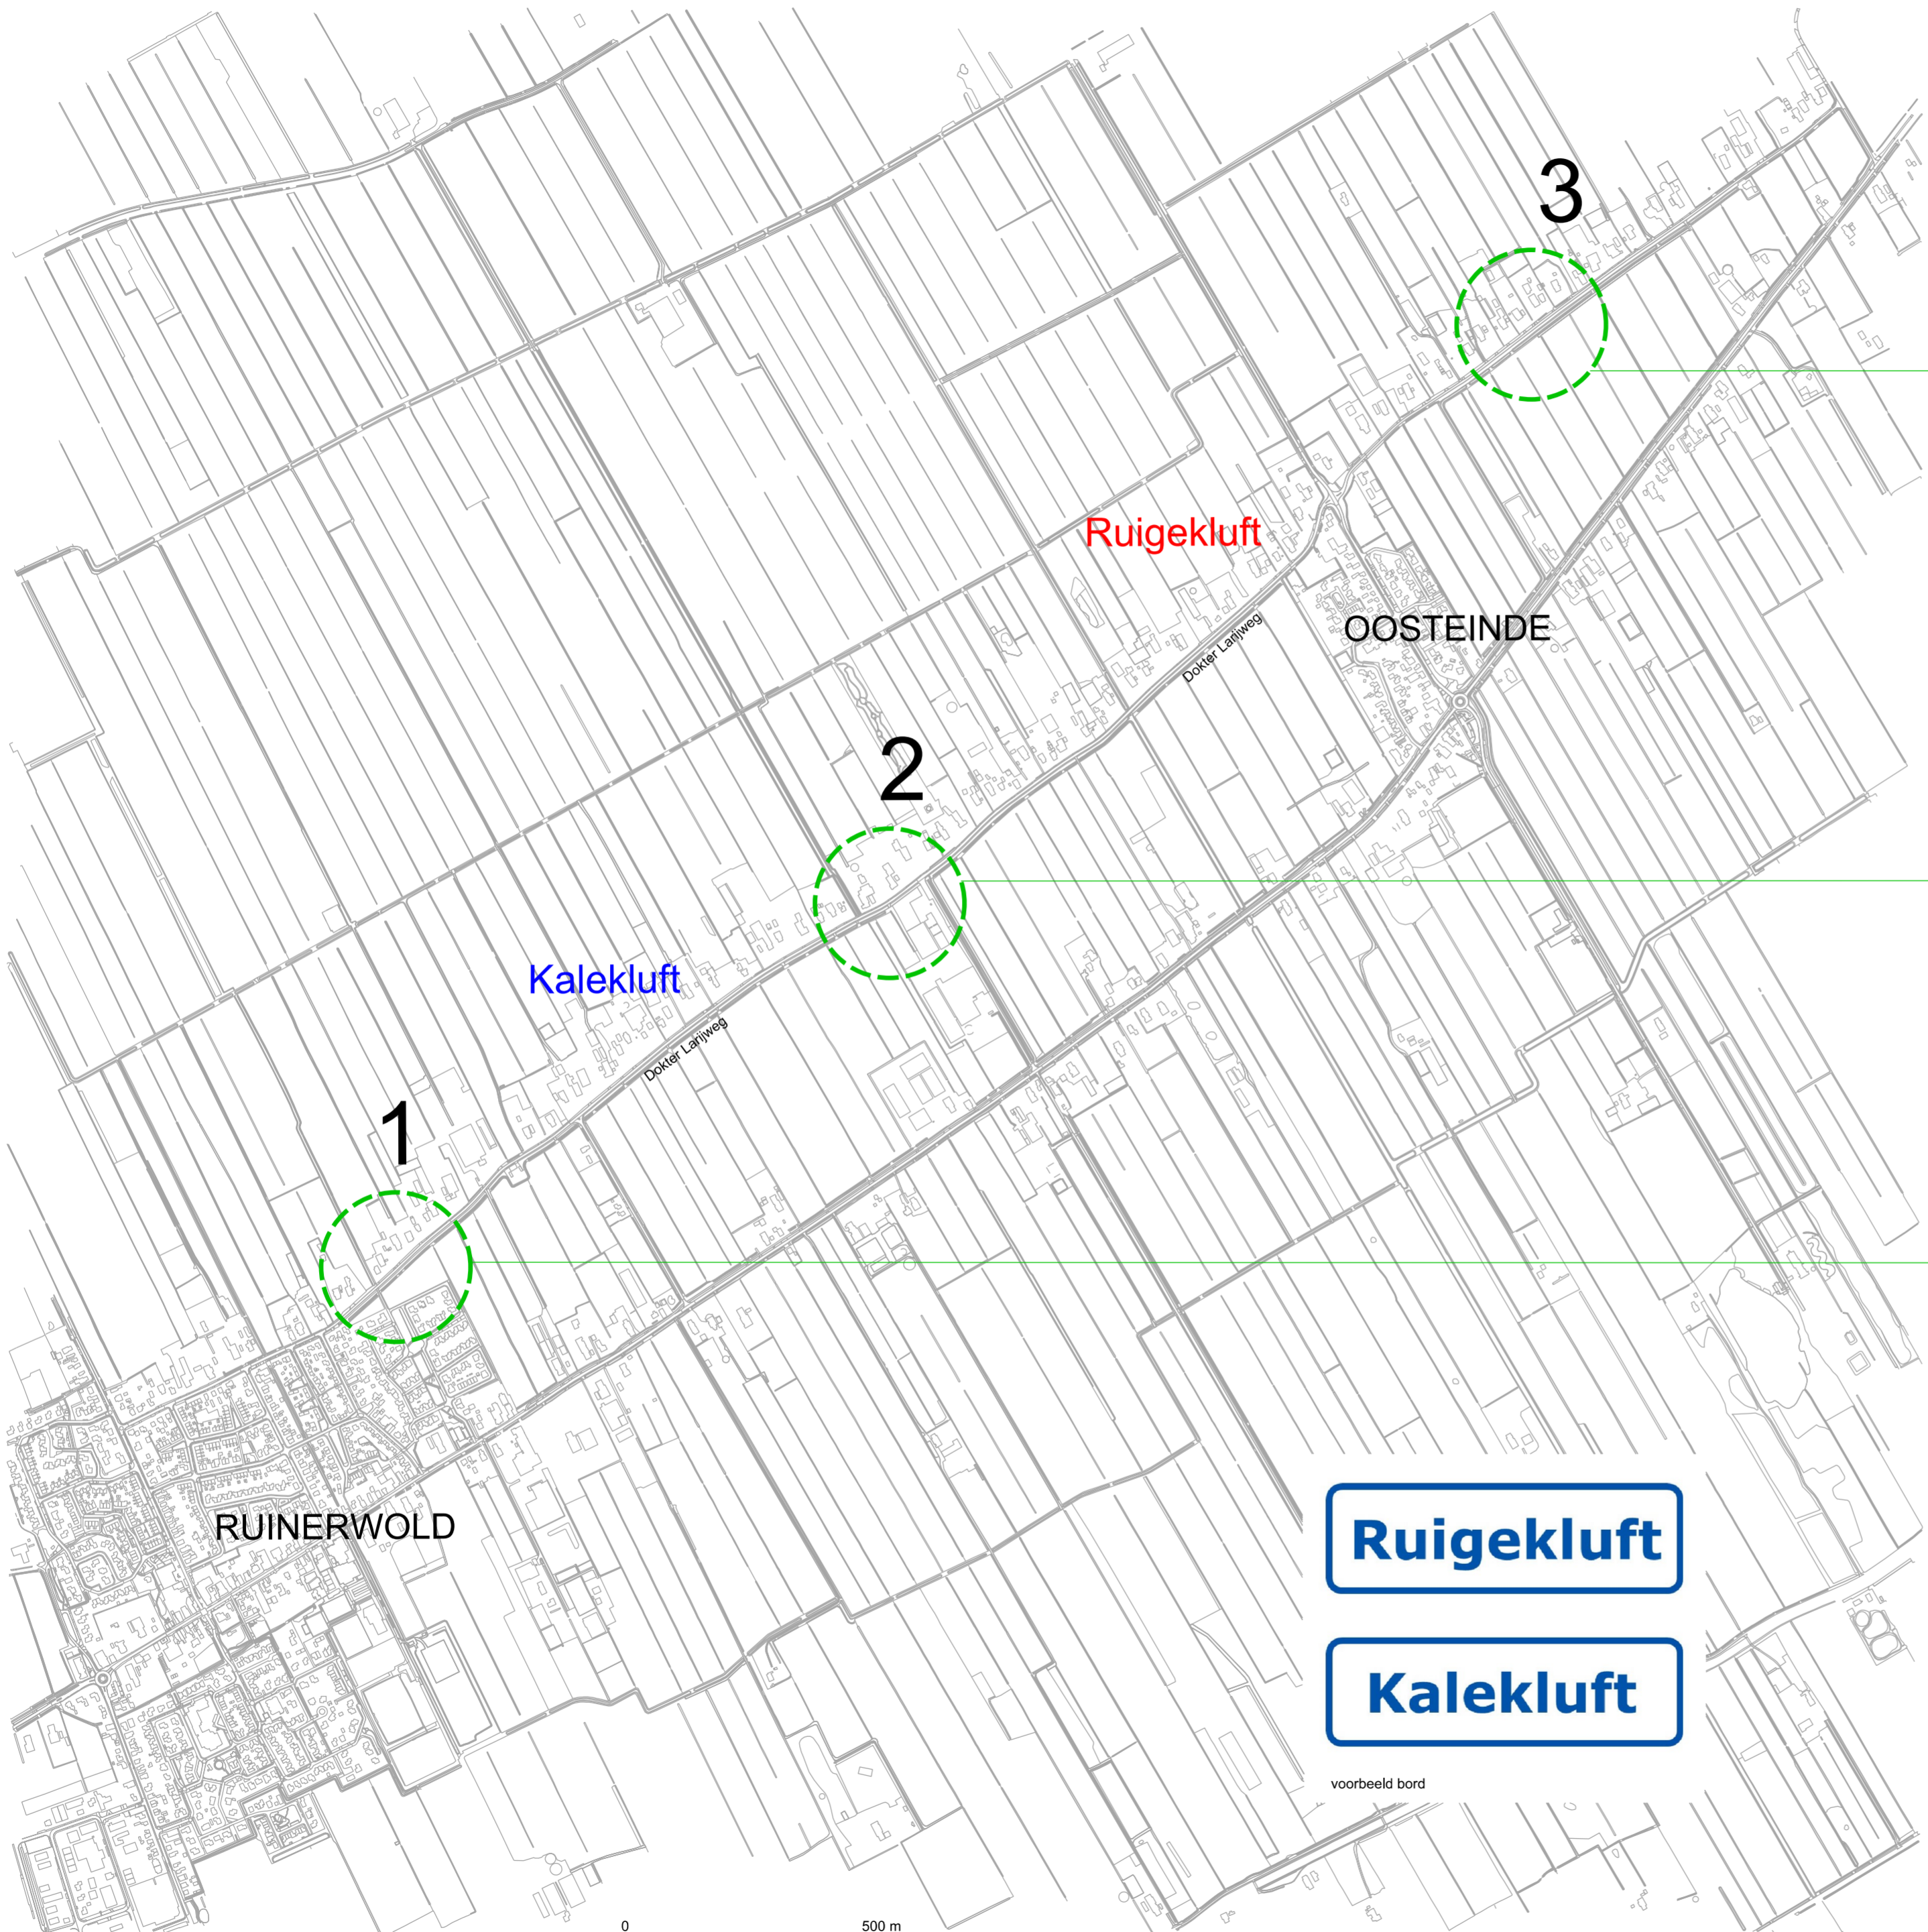 3
Ruigekluft
OOSTEINDE
Dokter Larijweg
2
Kalekluft
Dokter Larijweg
1
RUINERWOLD
Ruigekluft
Kalekluft
voorbeeld bord
0 500 m